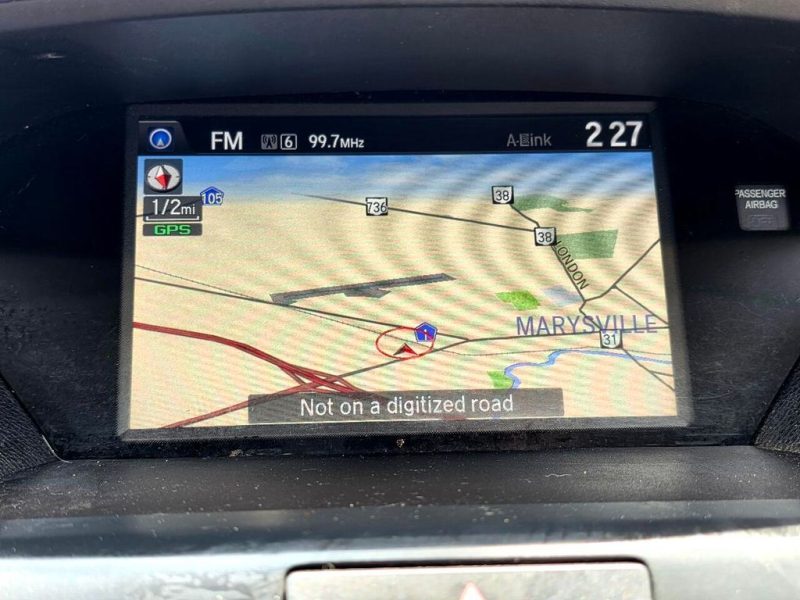 FM 6 99.7MHz A-Link 2 27
PASSENGER
AIRBAG
105
1/2mi
GPS
736
38
38
LONDON
MARYSVILLE
31
Not on a digitized road